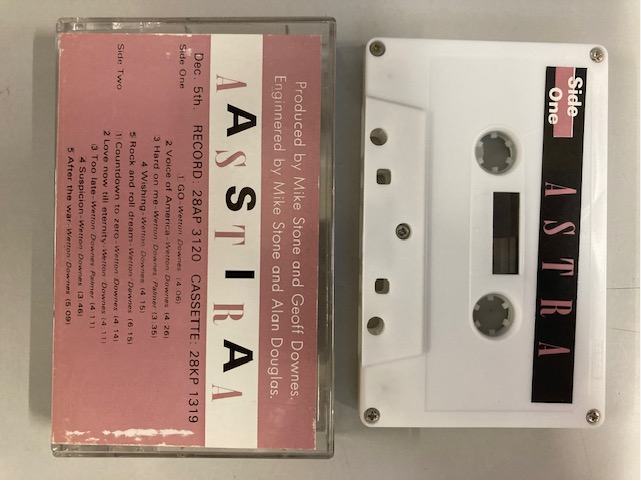 Produced by Mike Stone and Geoff Downes.
Enginnered by Mike Stone and Alan Douglas.
AASSTIRAA
Dec. 5th. RECORD: 28AP 3120 CASSETTE: 28KP 1319
Side One
1 GO-Wetton Downes (4:06)
2 Voice of America-Wetton Downes (4:26)
3 Hard on me-Wetton Downes Palmer (3:35)
4 Wishing-Wetton Downes (4:15)
5 Rock and roll dream-Wetton Downes (6:15)
Side Two
1 Countdown to zero-Wetton Downes (4:14)
2 Love now till eternity-Wetton Downes (4:11)
3 Too late-Wetton Downes Palmer (4:11)
4 Suspicion-Wetton Downes (3:46)
5 After the war-Wetton Downes (5:09)
Side One
ASTRA